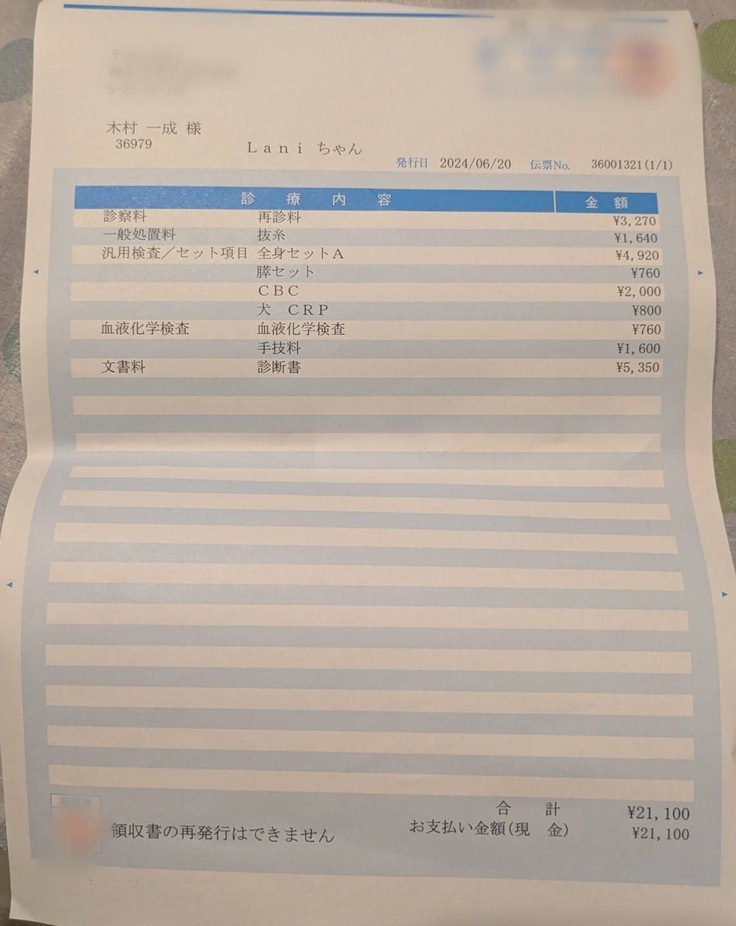 木村 一成 様
36979
Ｌａｎｉ ちゃん
発行日 2024/06/20 伝票No. 36001321(1/1)
診 療 内 容 金 額
診察料 再診料 ¥3,270
一般処置料 抜糸 ¥1,640
汎用検査／セット項目 全身セットＡ ¥4,920
膵セット ¥760
ＣＢＣ ¥2,000
犬 ＣＲＰ ¥800
血液化学検査 血液化学検査 ¥760
手技料 ¥1,600
文書料 診断書 ¥5,350
合 計 ¥21,100
領収書の再発行はできません お支払い金額(現 金) ¥21,100